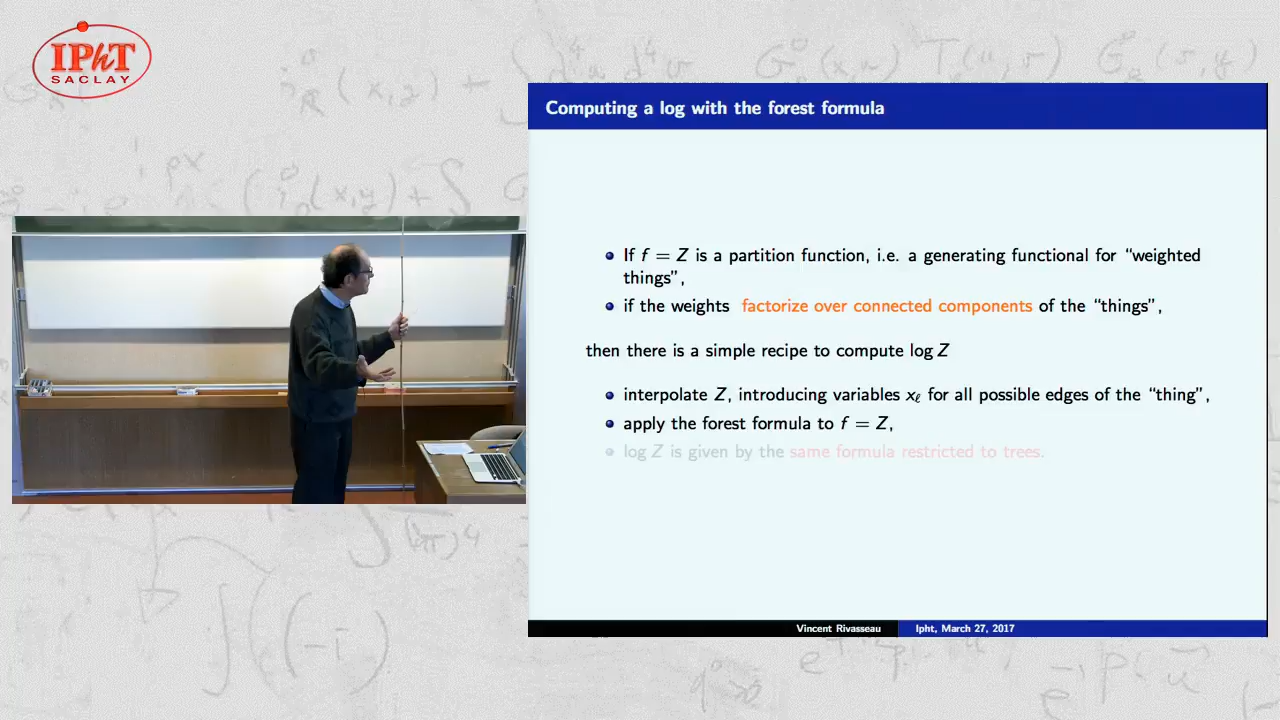 IPhT
SACLAY
Computing a log with the forest formula
If f = Z is a partition function, i.e. a generating functional for “weighted
things”,
if the weights factorize over connected components of the “things”,
then there is a simple recipe to compute log Z
interpolate Z, introducing variables xℓ for all possible edges of the “thing”,
apply the forest formula to f = Z,
log Z is given by the same formula restricted to trees.
Vincent Rivasseau
Ipht, March 27, 2017